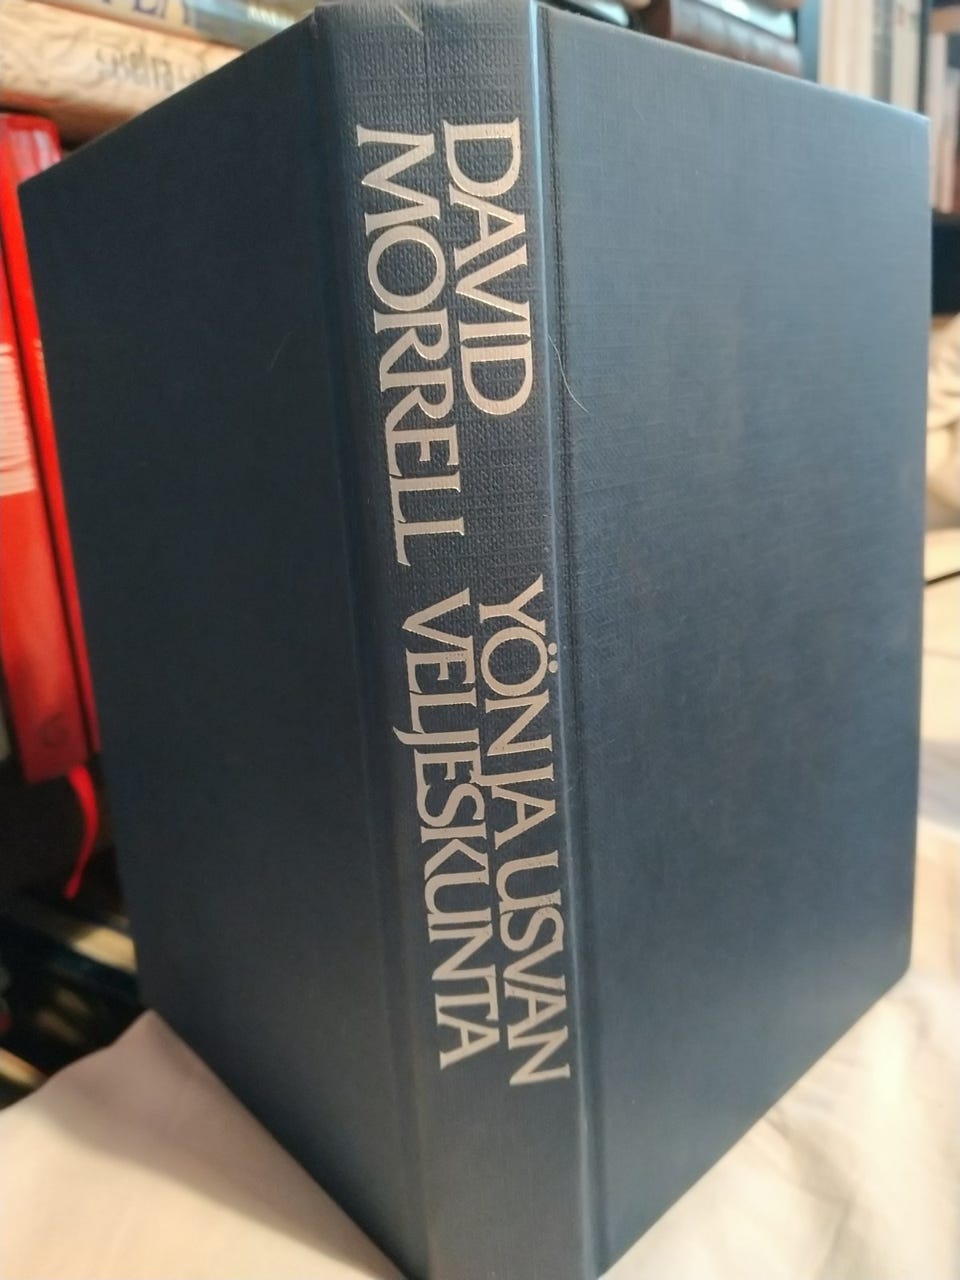 DAVID
MORRELL
YÖN JA USVAN
VELJESKUNTA